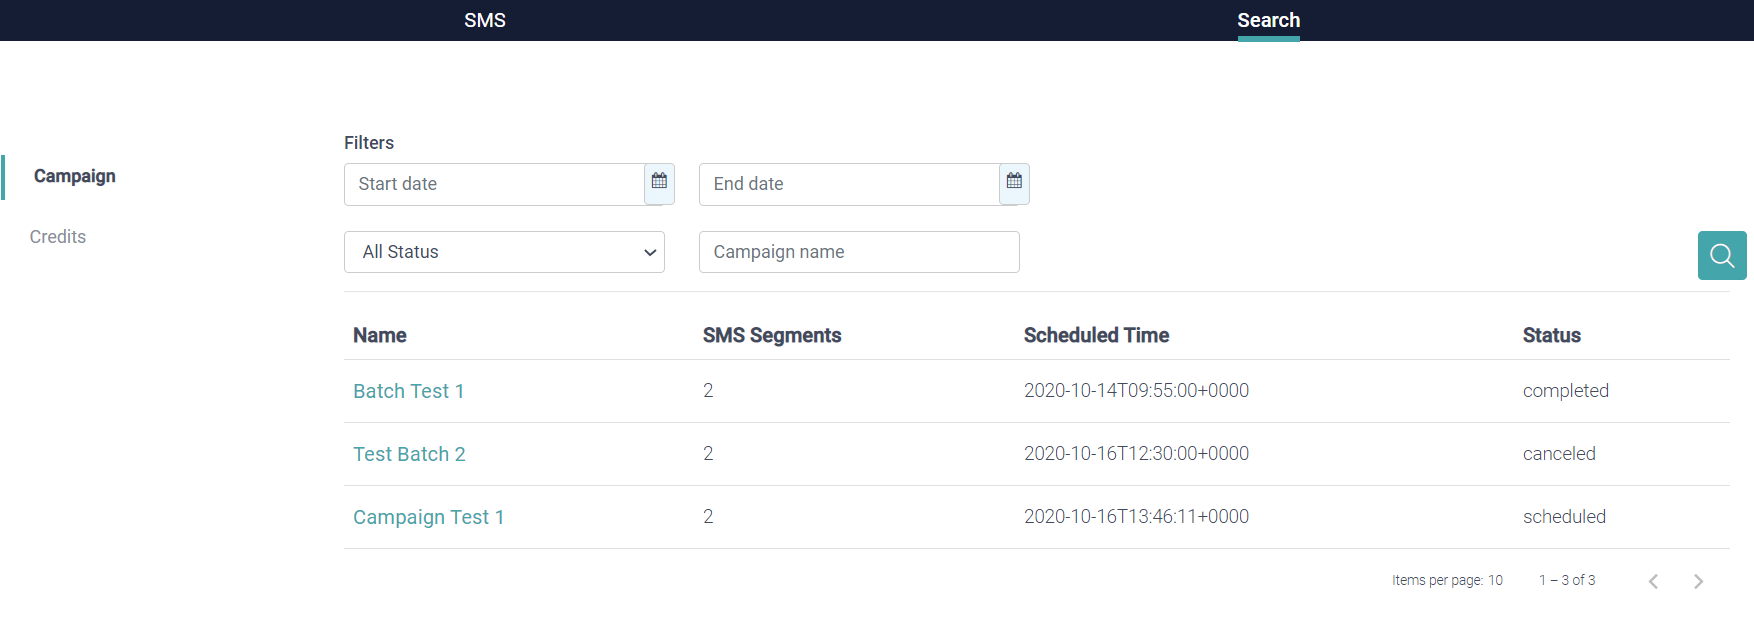 SMS Search
Filters
Campaign
Start date End date
Credits
All Status Campaign name
Name SMS Segments Scheduled Time Status
Batch Test 1 2 2020-10-14T09:55:00+0000 completed
Test Batch 2 2 2020-10-16T12:30:00+0000 canceled
Campaign Test 1 2 2020-10-16T13:46:11+0000 scheduled
Items per page: 10 1 – 3 of 3